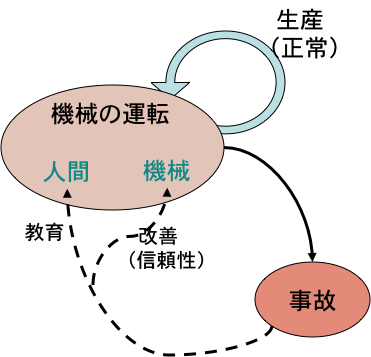 生産
（正常）
機械の運転
人間
機械
教育
改善
（信頼性）
事故